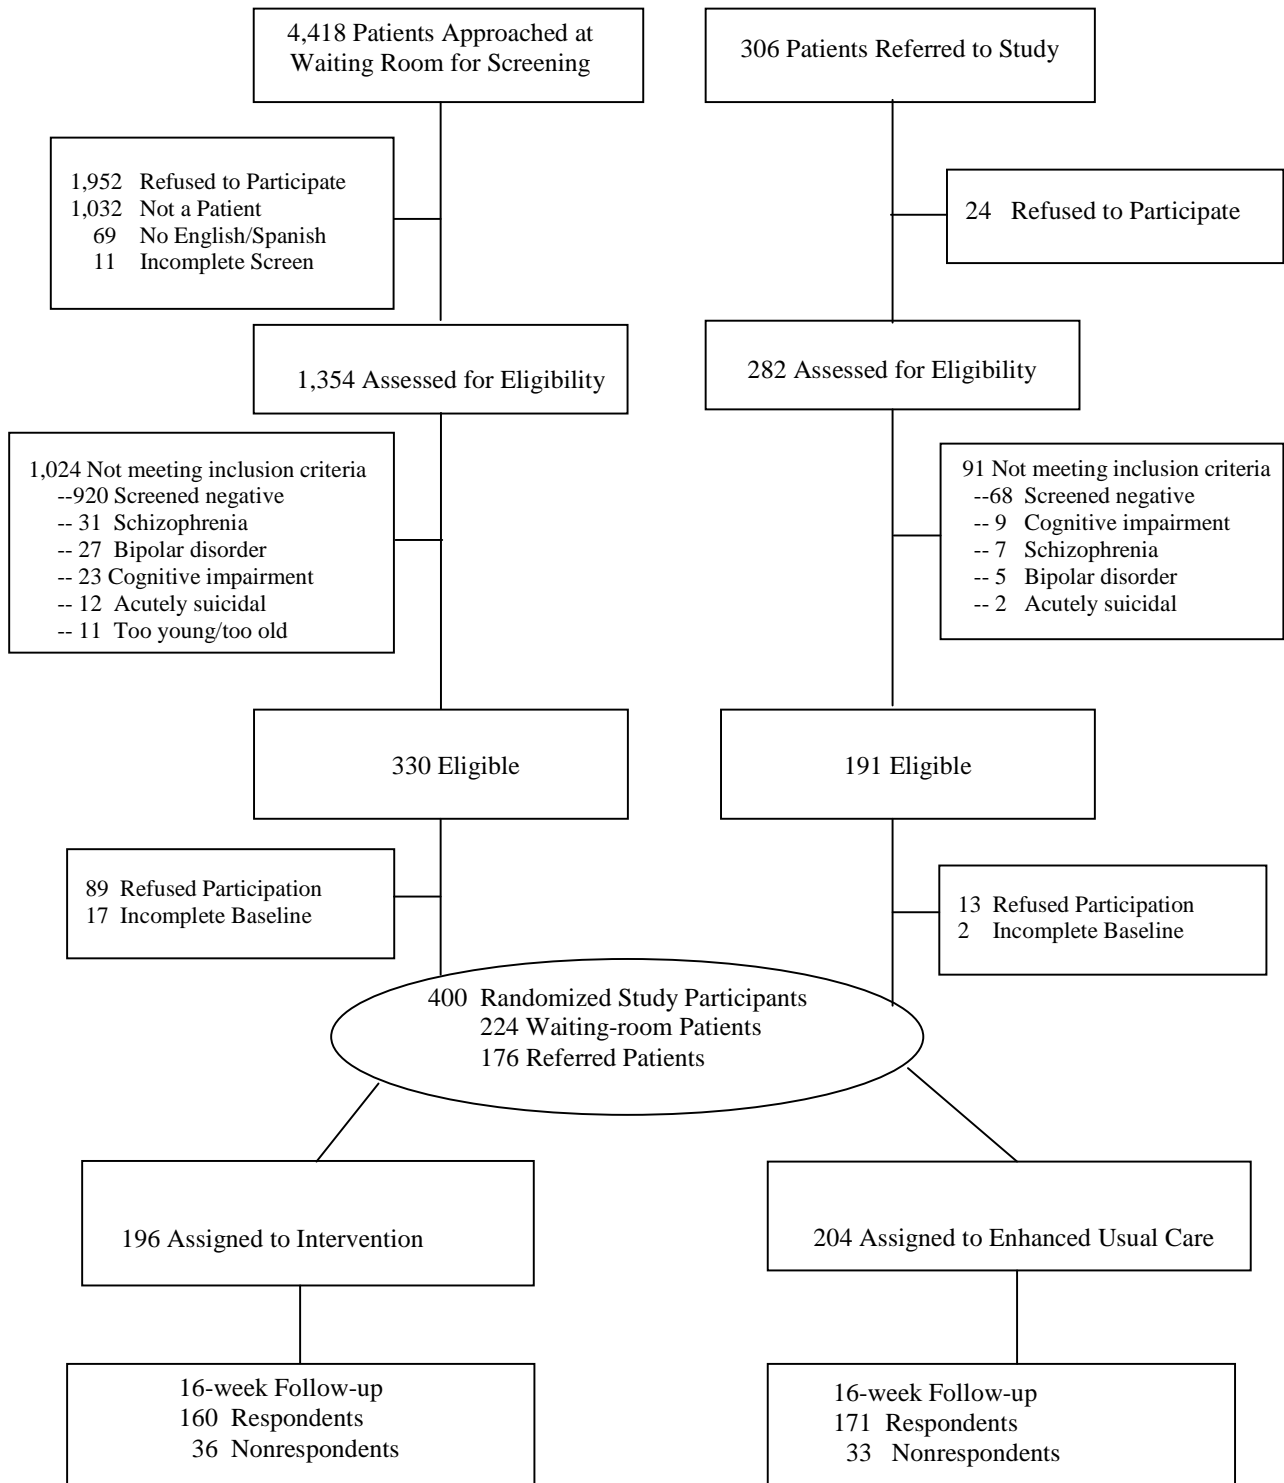 4,418 Patients Approached at
Waiting Room for Screening
306 Patients Referred to Study
1,952 Refused to Participate
1,032 Not a Patient
69 No English/Spanish
11 Incomplete Screen
24 Refused to Participate
1,354 Assessed for Eligibility
282 Assessed for Eligibility
1,024 Not meeting inclusion criteria
--920 Screened negative
-- 31 Schizophrenia
-- 27 Bipolar disorder
-- 23 Cognitive impairment
-- 12 Acutely suicidal
-- 11 Too young/too old
91 Not meeting inclusion criteria
--68 Screened negative
-- 9 Cognitive impairment
-- 7 Schizophrenia
-- 5 Bipolar disorder
-- 2 Acutely suicidal
330 Eligible
191 Eligible
89 Refused Participation
17 Incomplete Baseline
13 Refused Participation
2 Incomplete Baseline
400 Randomized Study Participants
224 Waiting-room Patients
176 Referred Patients
196 Assigned to Intervention
204 Assigned to Enhanced Usual Care
16-week Follow-up
160 Respondents
36 Nonrespondents
16-week Follow-up
171 Respondents
33 Nonrespondents